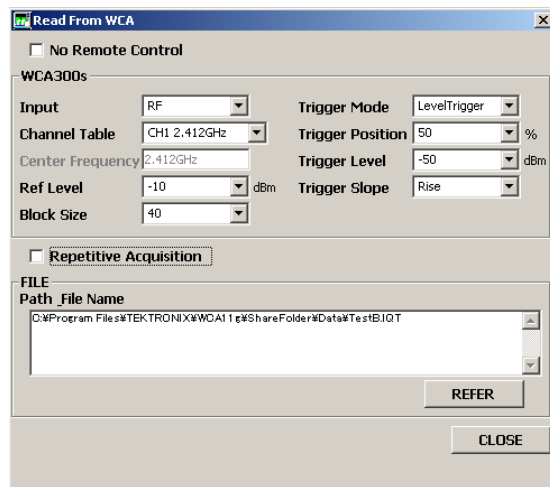 Read From WCA
No Remote Control
WCA300s
Input RF Trigger Mode LevelTrigger
Channel Table CH1 2.412GHz Trigger Position 50 %
Center Frequency 2.412GHz Trigger Level -50 dBm
Ref Level -10 dBm Trigger Slope Rise
Block Size 40
Repetitive Acquisition
FILE
Path_File Name
C:¥Program Files¥TEKTRONIX¥WCA11g¥ShareFolder¥Data¥TestB.IQT
REFER
CLOSE